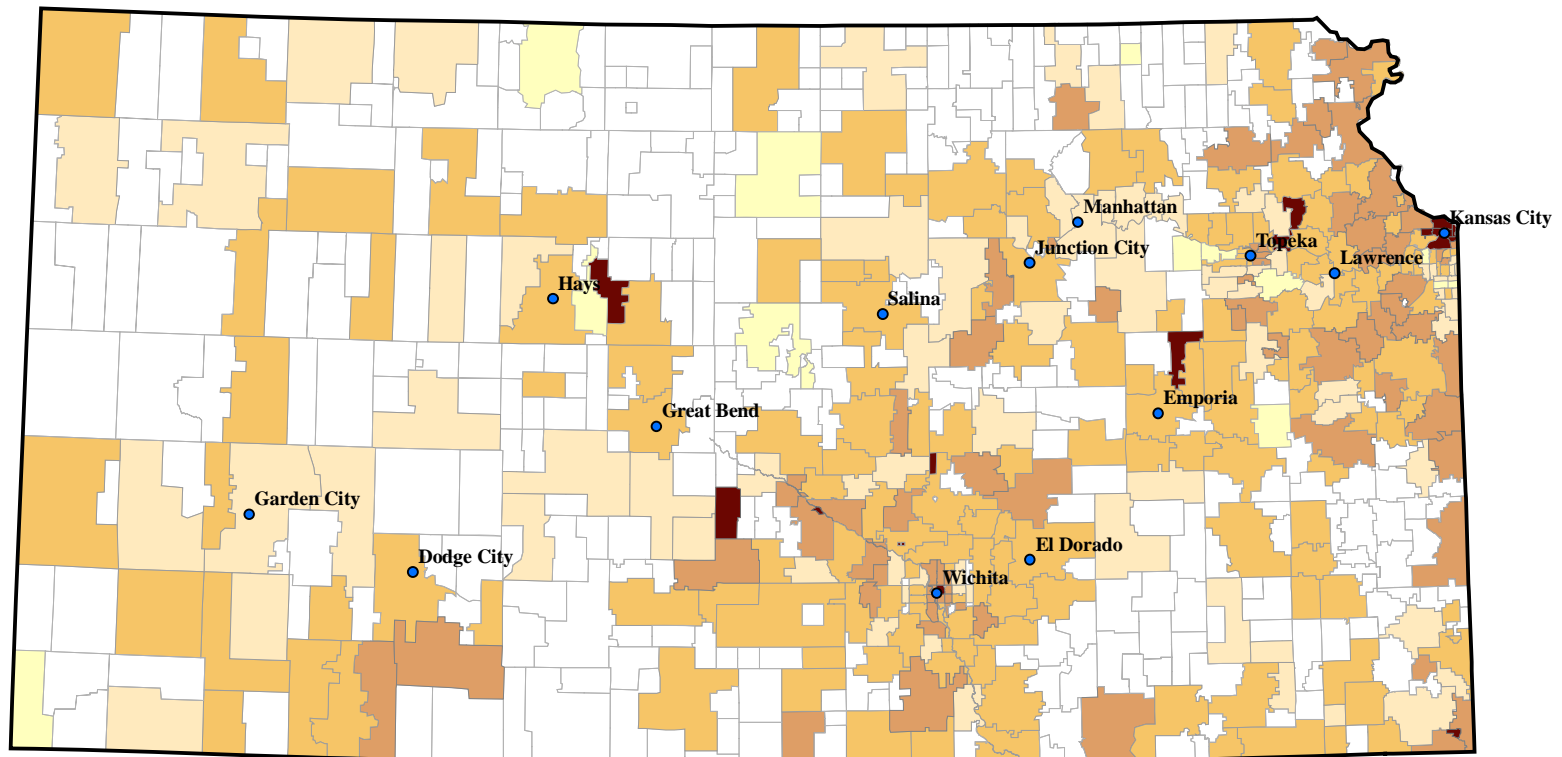 Manhattan
Kansas City
Junction City
Topeka
Lawrence
Hays
Salina
Emporia
Great Bend
Garden City
Dodge City
El Dorado
Wichita